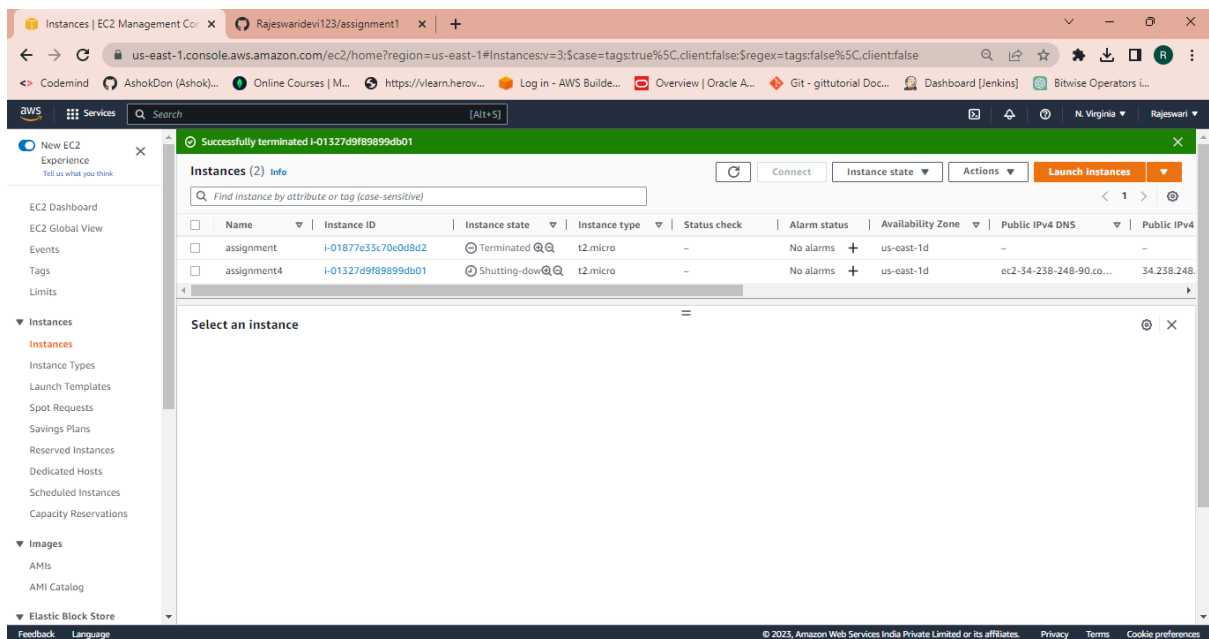 Instances | EC2 Management Cor
Rajeswaridevi123/assignment1
us-east-1.console.aws.amazon.com/ec2/home?region=us-east-1#Instances:v=3;$case=tags:true%5C,client:false;$regex=tags:false%5C,client:false
R
Codemind AshokDon (Ashok)... Online Courses | M... https://vlearn.herov... Log in - AWS Builde... Overview | Oracle A... Git - gittutorial Doc... Dashboard [Jenkins] Bitwise Operators i...
aws Services Search [Alt+S] N. Virginia Rajeswari
New EC2
Experience
Tell us what you think
EC2 Dashboard
EC2 Global View
Events
Tags
Limits
Instances
Instances
Instance Types
Launch Templates
Spot Requests
Savings Plans
Reserved Instances
Dedicated Hosts
Scheduled Instances
Capacity Reservations
Images
AMIs
AMI Catalog
Elastic Block Store
Successfully terminated i-01327d9f89899db01
Instances (2) Info Connect Instance state Actions Launch instances
Find instance by attribute or tag (case-sensitive) 1
Name Instance ID Instance state Instance type Status check Alarm status Availability Zone Public IPv4 DNS Public IPv4
assignment i-01877e33c70e0d8d2 Terminated t2.micro – No alarms us-east-1d – –
assignment4 i-01327d9f89899db01 Shutting-dow t2.micro – No alarms us-east-1d ec2-34-238-248-90.co... 34.238.248.
Select an instance
Feedback Language © 2023, Amazon Web Services India Private Limited or its affiliates. Privacy Terms Cookie preferences